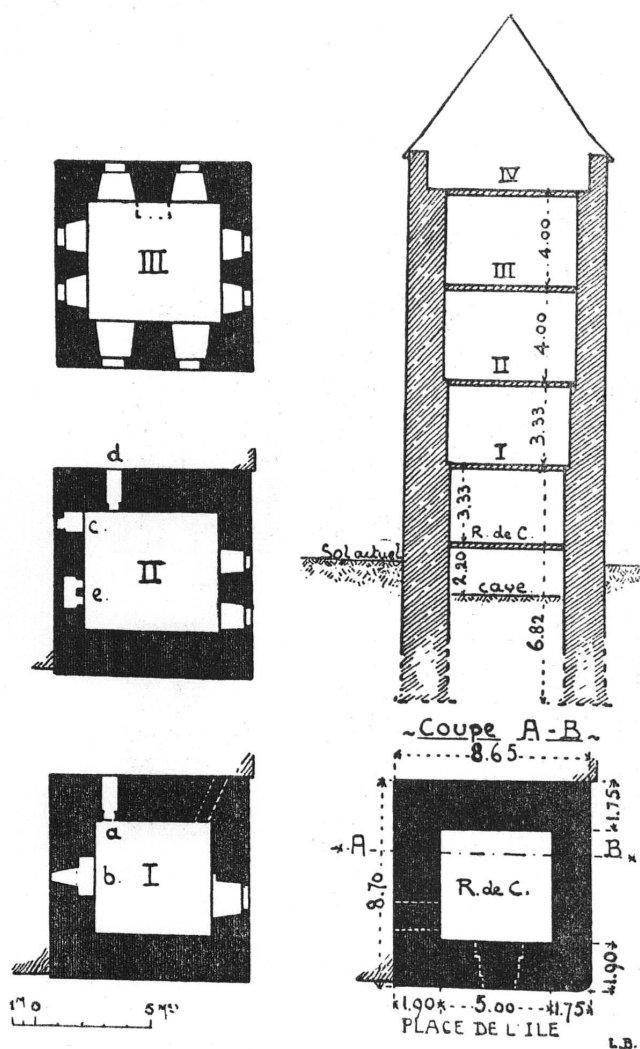 III
d
c.
II
e.
a
b.
I
1M 0 5 M(2)
IV
4.00
III
4.00
II
3.33
I
3.33
R. de C.
Sol actuel
2.20
cave
6.82
~ Coupe A-B ~
8.65
1.75
A
B
8.70
R. de C.
1.90
1.90 5.00 1.75
PLACE DE L'ILE
L.B.